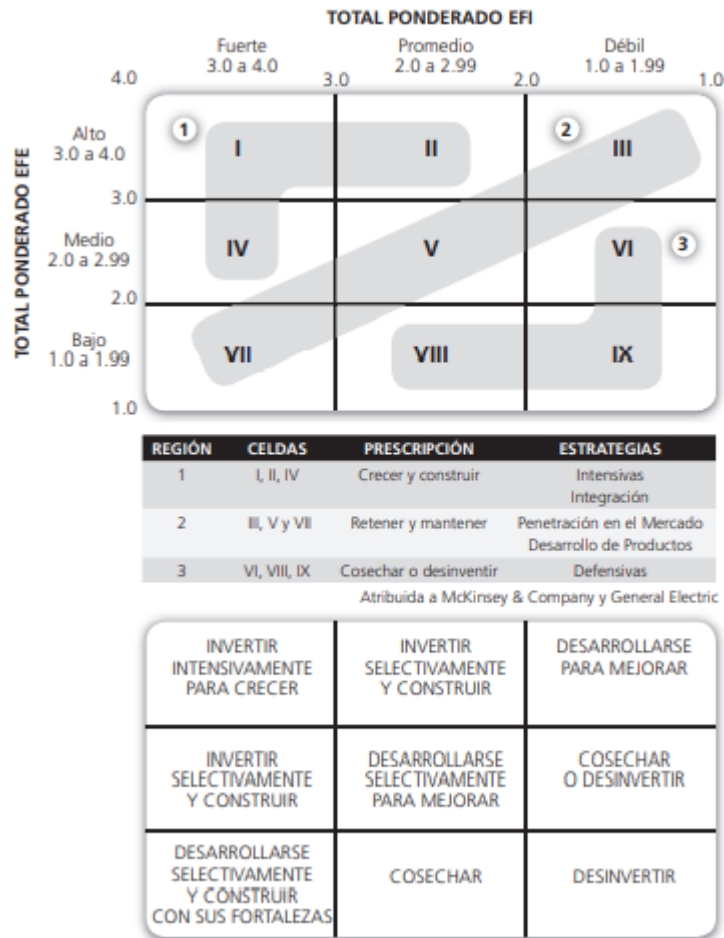 TOTAL PONDERADO EFI
Fuerte
3.0 a 4.0
Promedio
2.0 a 2.99
Débil
1.0 a 1.99
4.0
3.0
2.0
1.0
TOTAL PONDERADO EFE
Alto
3.0 a 4.0
1
I
II
2
III
3.0
Medio
2.0 a 2.99
IV
V
VI
3
2.0
Bajo
1.0 a 1.99
VII
VIII
IX
1.0
REGIÓN CELDAS PRESCRIPCIÓN ESTRATEGIAS
1 I, II, IV Crecer y construir Intensivas
Integración
2 III, V y VII Retener y mantener Penetración en el Mercado
Desarrollo de Productos
3 VI, VIII, IX Cosechar o desinventir Defensivas
Atribuida a McKinsey & Company y General Electric
INVERTIR
INTENSIVAMENTE
PARA CRECER
INVERTIR
SELECTIVAMENTE
Y CONSTRUIR
DESARROLLARSE
PARA MEJORAR
INVERTIR
SELECTIVAMENTE
Y CONSTRUIR
DESARROLLARSE
SELECTIVAMENTE
PARA MEJORAR
COSECHAR
O DESINVERTIR
DESARROLLARSE
SELECTIVAMENTE
Y CONSTRUIR
CON SUS FORTALEZAS
COSECHAR
DESINVERTIR